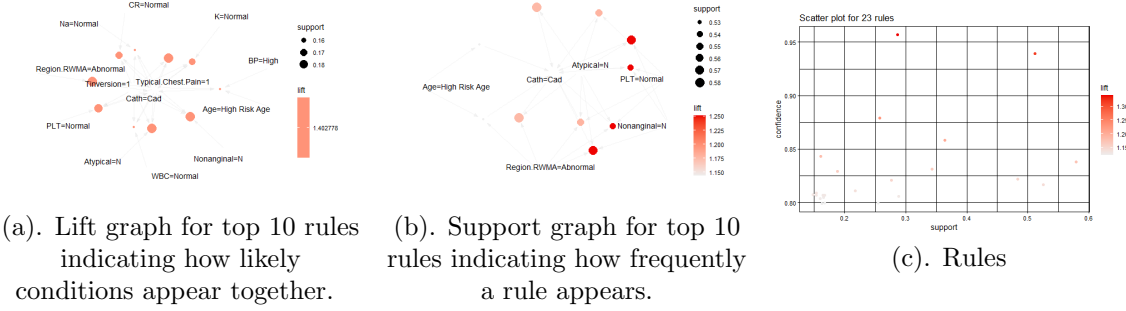 CR=Normal
Na=Normal
K=Normal
BP=High
Region.RWMA=Abnormal
Tinversion=1
Typical.Chest.Pain=1
Cath=Cad
Age=High Risk Age
PLT=Normal
Atypical=N
Nonanginal=N
WBC=Normal
support
0.16
0.17
0.18
lift
1.402778
Atypical=N
Cath=Cad
PLT=Normal
Age=High Risk Age
Nonanginal=N
Region.RWMA=Abnormal
support
0.53
0.54
0.55
0.56
0.57
0.58
lift
1.250
1.225
1.200
1.175
1.150
Scatter plot for 23 rules
0.95
0.90
0.85
0.80
confidence
0.2
0.3
0.4
0.5
0.6
support
lift
1.20
(a). Lift graph for top 10 rules
indicating how likely
conditions appear together.
(b). Support graph for top 10
rules indicating how frequently
a rule appears.
(c). Rules